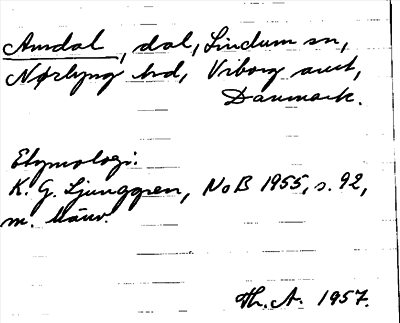 Amdal, dal, Lindum sn,
Nørlyng hrd, Viborg amt,
Danmark.
Etymologi:
K. G. Ljunggren, NoB 1955, s. 92,
m. hänv.
Th. A. 1957.